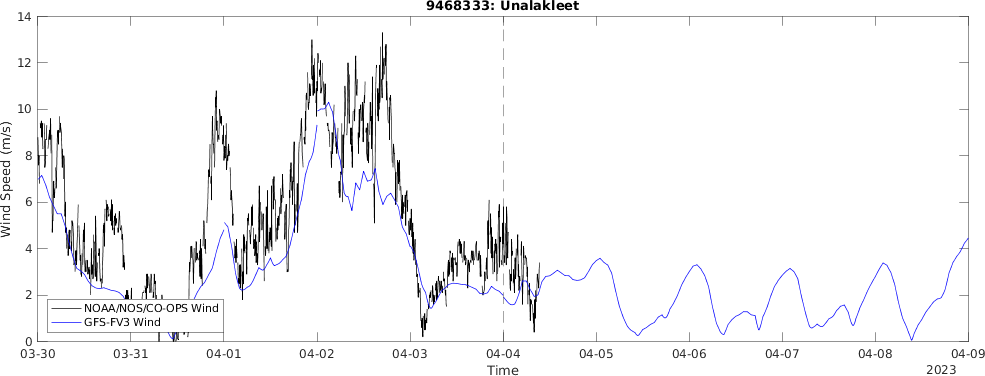 9468333: Unalakleet
14
12
10
8
6
4
2
0
Wind Speed (m/s)
NOAA/NOS/CO-OPS Wind
GFS-FV3 Wind
03-30 03-31 04-01 04-02 04-03 04-04 04-05 04-06 04-07 04-08 04-09
Time
2023